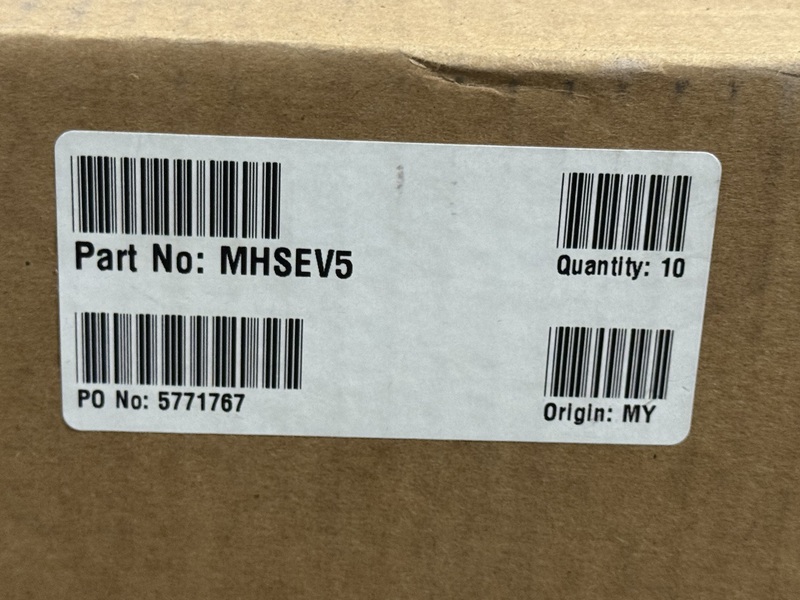 Part No: MHSEV5
Quantity: 10
PO No: 5771767
Origin: MY